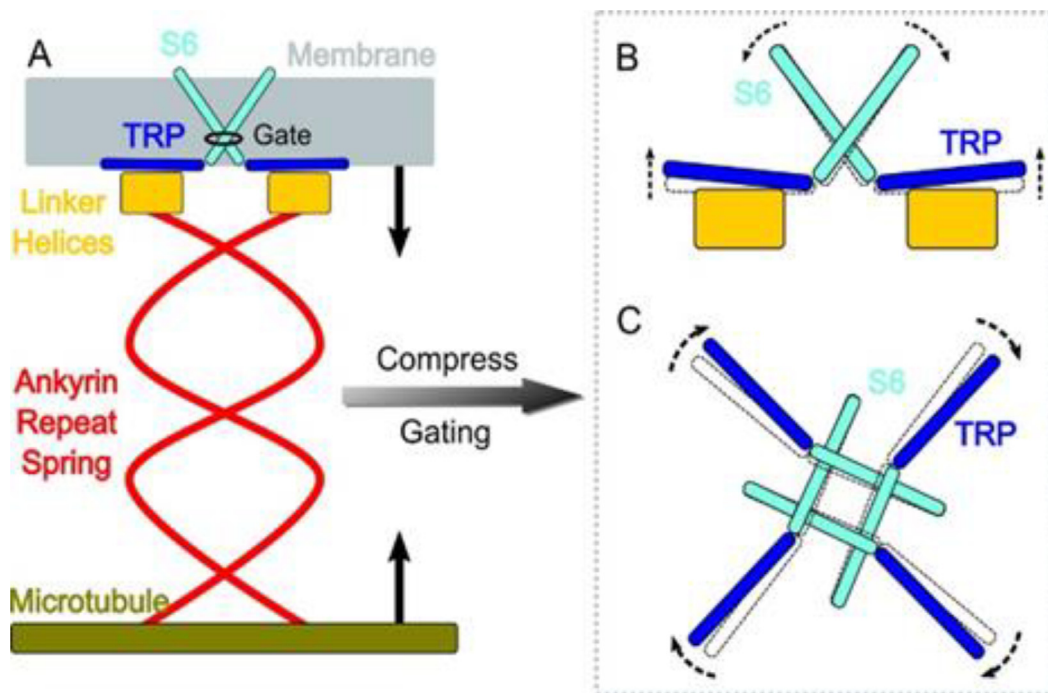 A
S6
Membrane
TRP
Gate
Linker
Helices
Ankyrin
Repeat
Spring
Microtubule
Compress
Gating
B
S6
TRP
C
S6
TRP